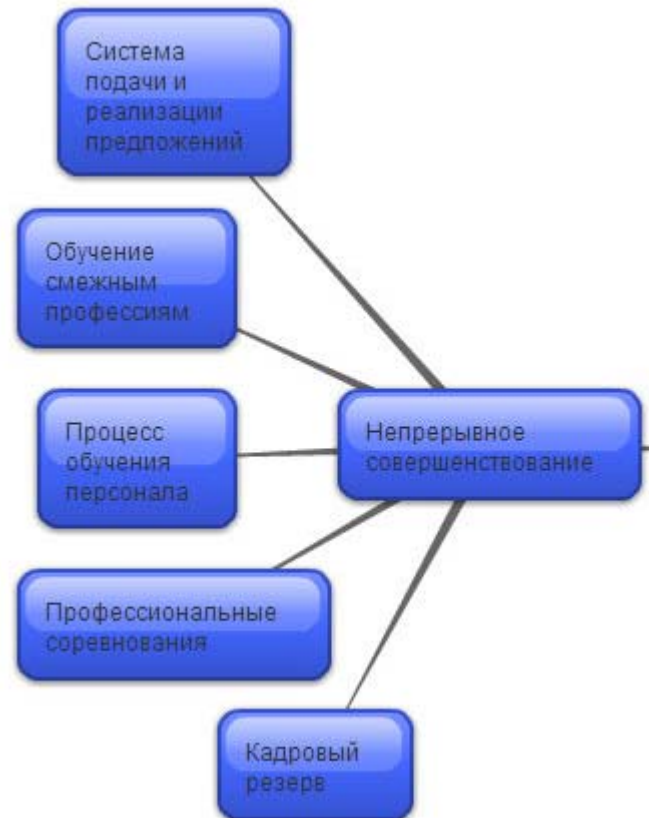 Система
подачи и
реализации
предложений
Обучение
смежным
профессиям
Процесс
обучения
персонала
Непрерывное
совершенствование
Профессиональные
соревнования
Кадровый
резерв